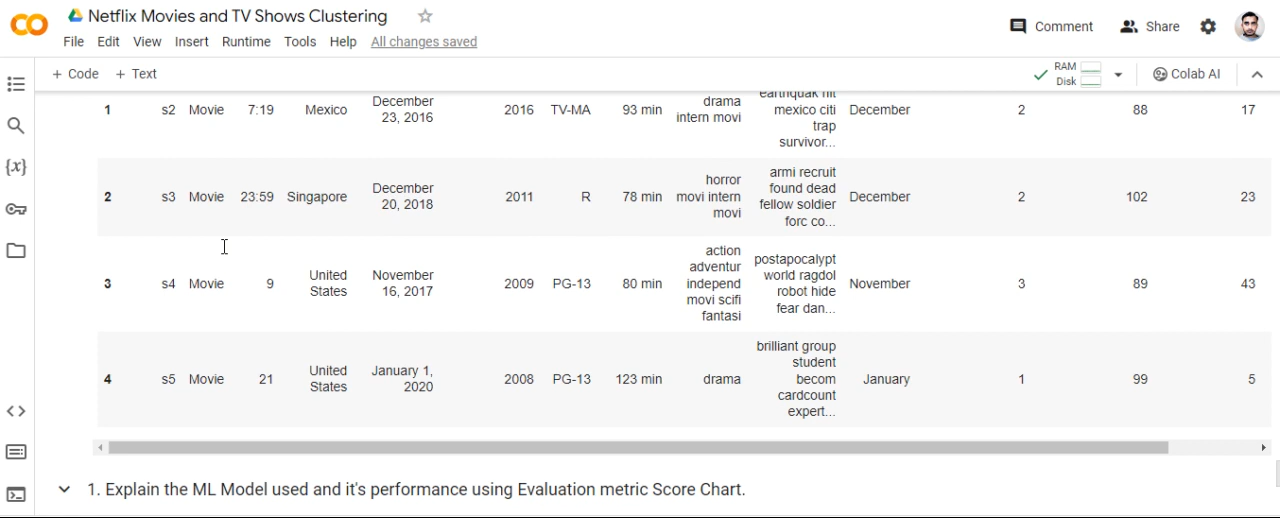 Netflix Movies and TV Shows Clustering
Comment
Share
File Edit View Insert Runtime Tools Help All changes saved
+ Code + Text
RAM
Disk
Colab AI
1 s2 Movie 7:19 Mexico December 23, 2016 2016 TV-MA 93 min drama intern movi earthquak hit mexico citi trap survivor... December 2 88 17
2 s3 Movie 23:59 Singapore December 20, 2018 2011 R 78 min horror movi intern movi armi recruit found dead fellow soldier forc co... December 2 102 23
3 s4 Movie 9 United States November 16, 2017 2009 PG-13 80 min action adventur independ movi scifi fantasi postapocalypt world ragdol robot hide fear dan... November 3 89 43
4 s5 Movie 21 United States January 1, 2020 2008 PG-13 123 min drama brilliant group student becom cardcount expert... January 1 99 5
1. Explain the ML Model used and it's performance using Evaluation metric Score Chart.